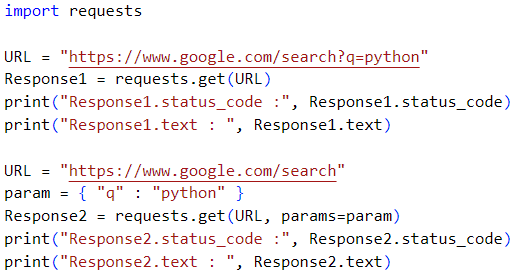 import requests
URL = "https://www.google.com/search?q=python"
Response1 = requests.get(URL)
print("Response1.status_code :", Response1.status_code)
print("Response1.text : ", Response1.text)
URL = "https://www.google.com/search"
param = { "q" : "python" }
Response2 = requests.get(URL, params=param)
print("Response2.status_code :", Response2.status_code)
print("Response2.text : ", Response2.text)